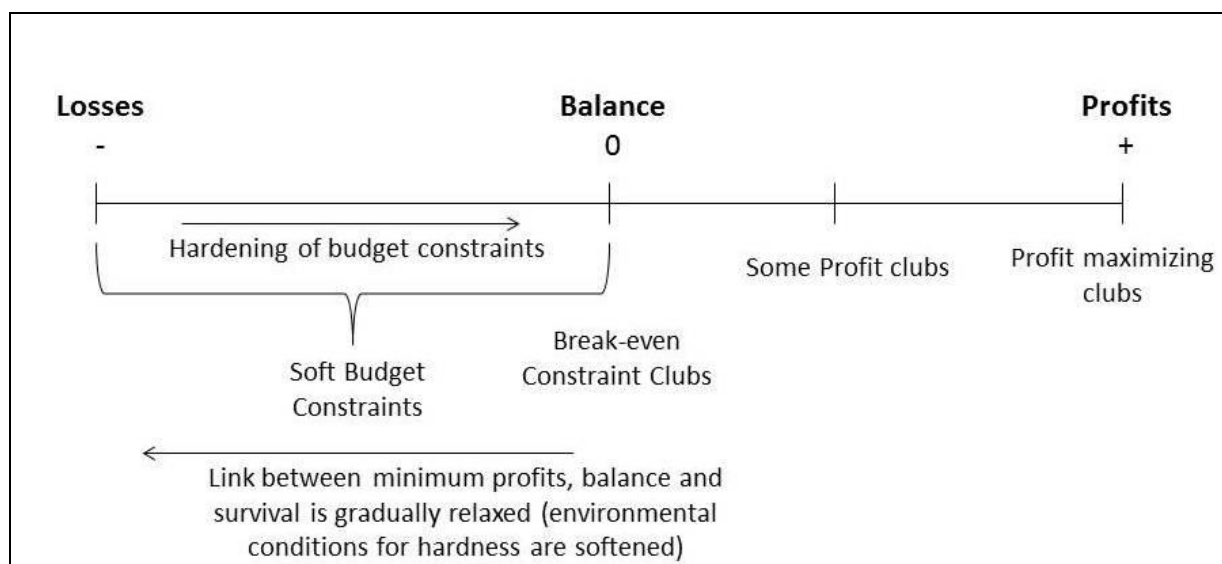 Losses
Balance
Profits
-
0
+
Hardening of budget constraints
Some Profit clubs
Profit maximizing
clubs
Soft Budget
Constraints
Break-even
Constraint Clubs
Link between minimum profits, balance and
survival is gradually relaxed (environmental
conditions for hardness are softened)